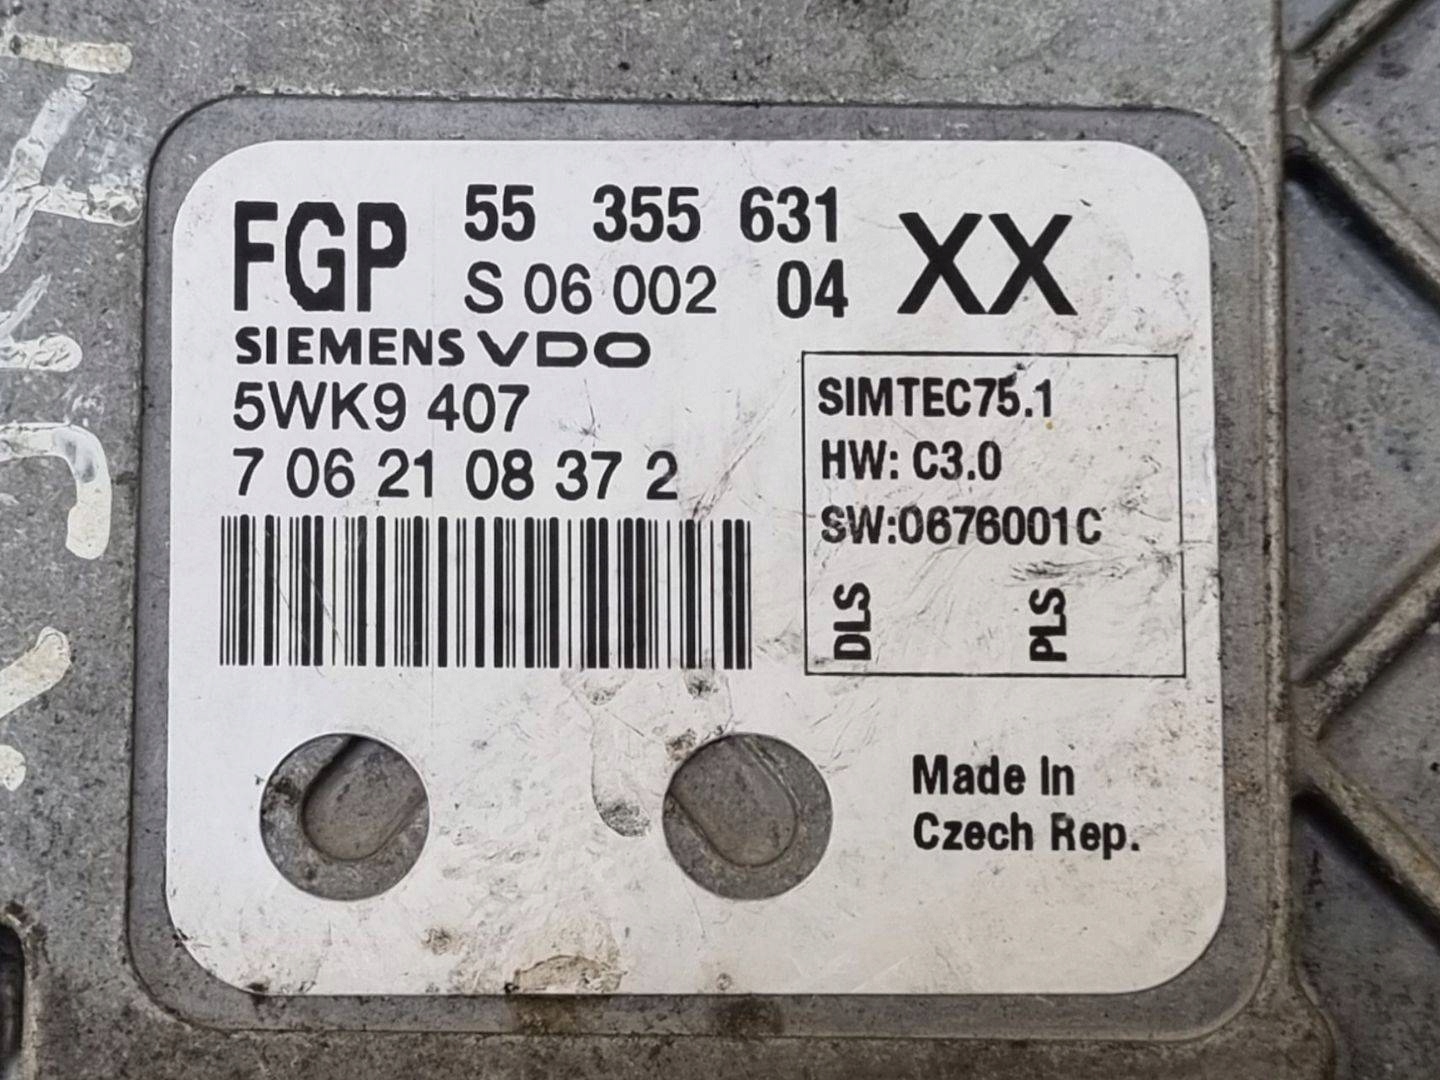 FGP 55 355 631 XX
S 06 002 04
SIEMENS VDO
5WK9 407
7 06 21 08 37 2
SIMTEC75.1
HW: C3.0
SW:0676001C
DLS PLS
Made In
Czech Rep.